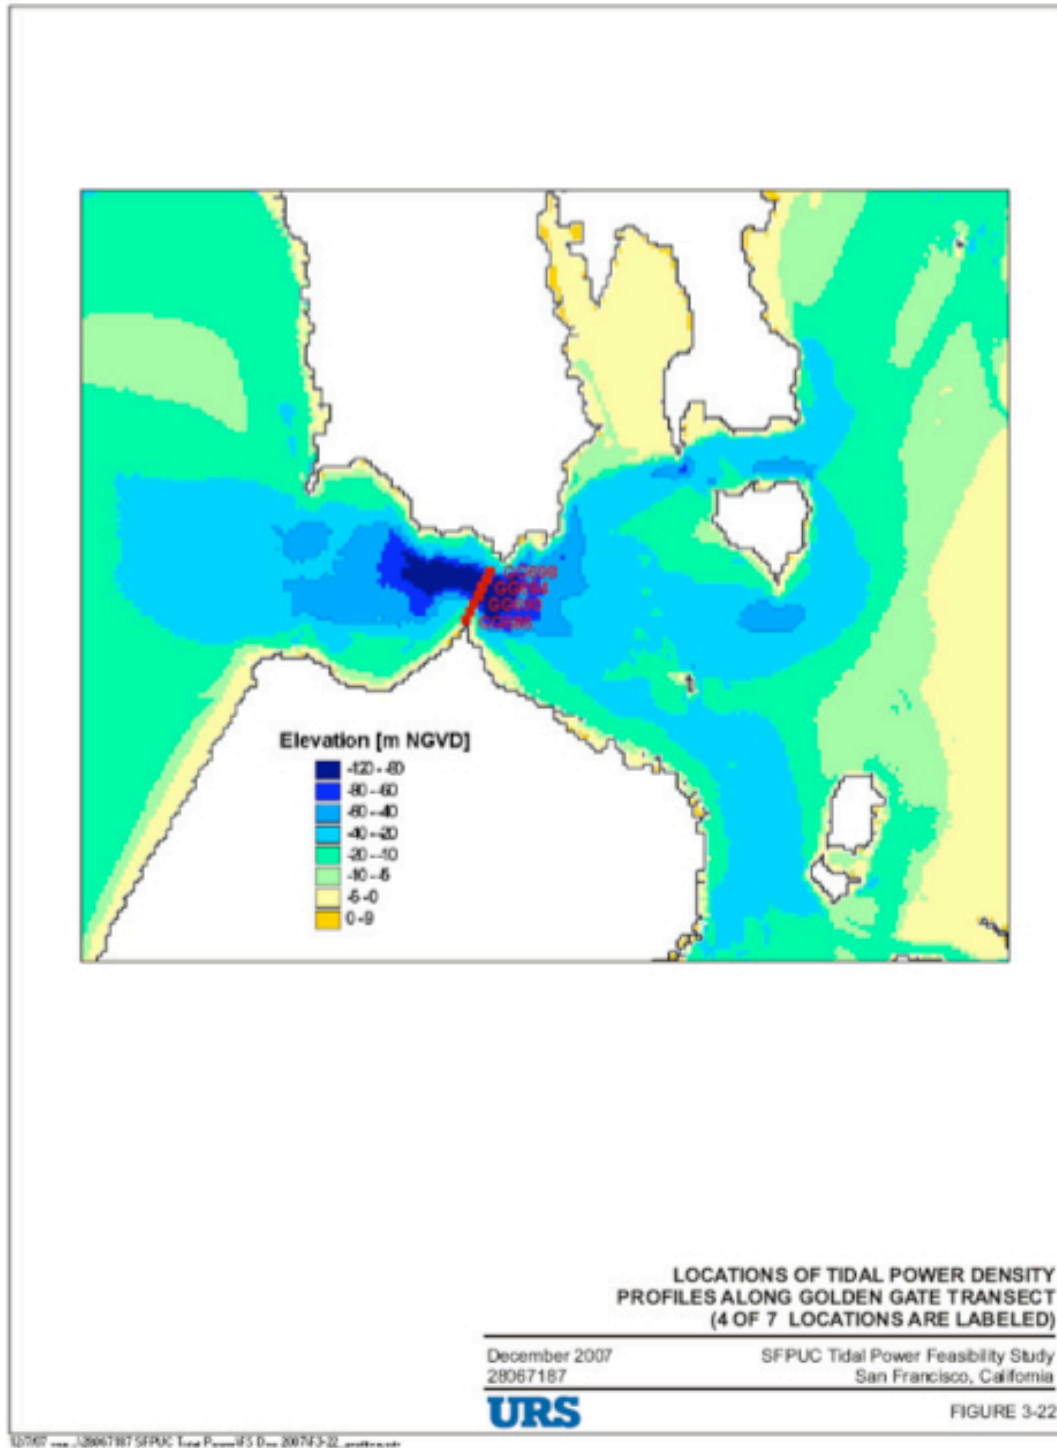 Elevation [m NGVD]
-120 - -80
-80 - -60
-60 - -40
-40 - -20
-20 - -10
-10 - -5
-5 - 0
0 - 9
LOCATIONS OF TIDAL POWER DENSITY
PROFILES ALONG GOLDEN GATE TRANSECT
(4 OF 7 LOCATIONS ARE LABELED)
December 2007
SFPUC Tidal Power Feasibility Study
28067187
San Francisco, California
URS
FIGURE 3-22